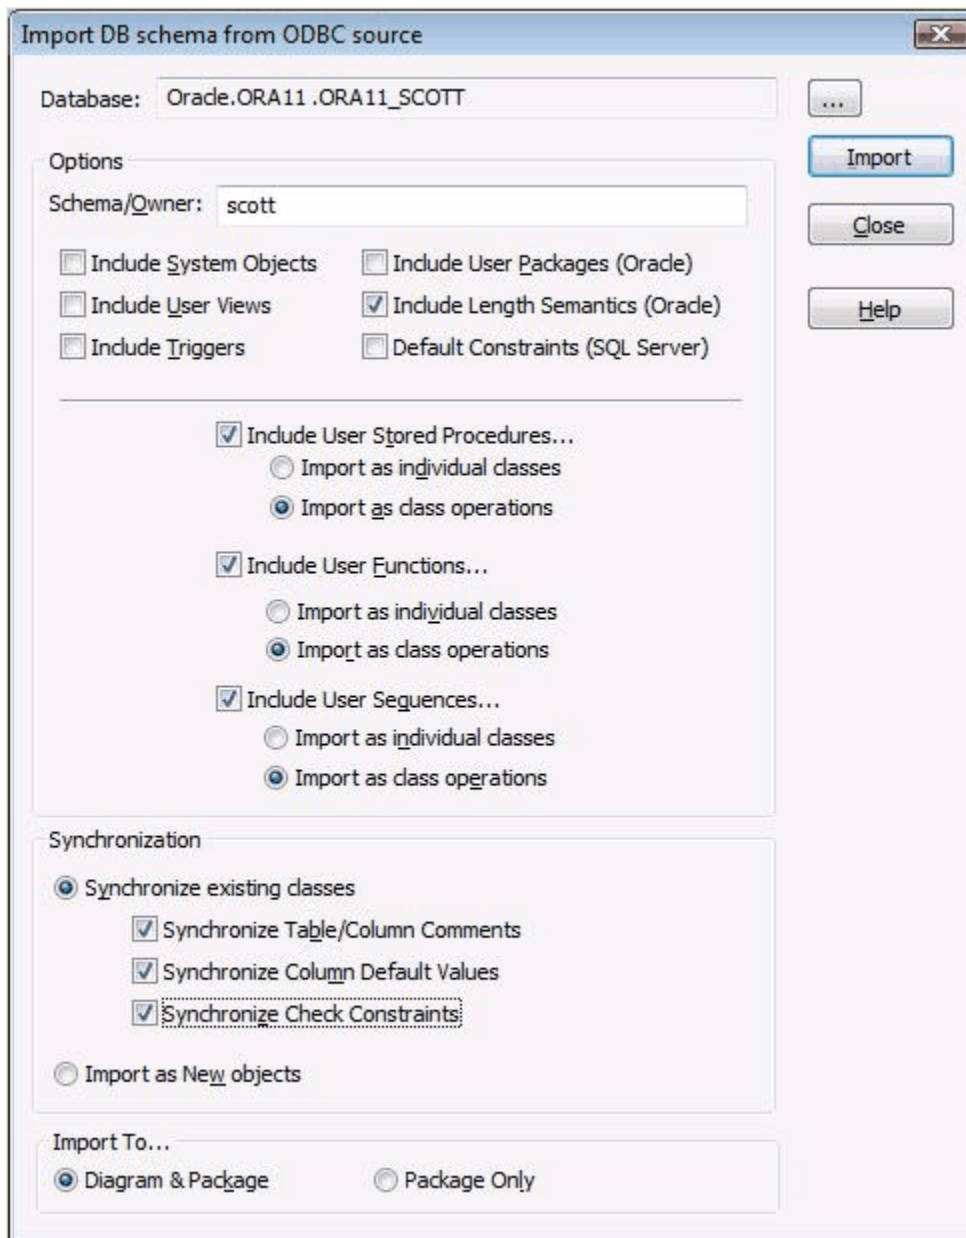 Import DB schema from ODBC source
Database: Oracle.ORA11 .ORA11_SCOTT
...
Import
Options
Schema/Owner: scott
Close
Include System Objects
Include User Packages (Oracle)
Include User Views
Include Length Semantics (Oracle)
Help
Include Triggers
Default Constraints (SQL Server)
Include User Stored Procedures...
Import as individual classes
Import as class operations
Include User Functions...
Import as individual classes
Import as class operations
Include User Sequences...
Import as individual classes
Import as class operations
Synchronization
Synchronize existing classes
Synchronize Table/Column Comments
Synchronize Column Default Values
Synchronize Check Constraints
Import as New objects
Import To...
Diagram & Package
Package Only